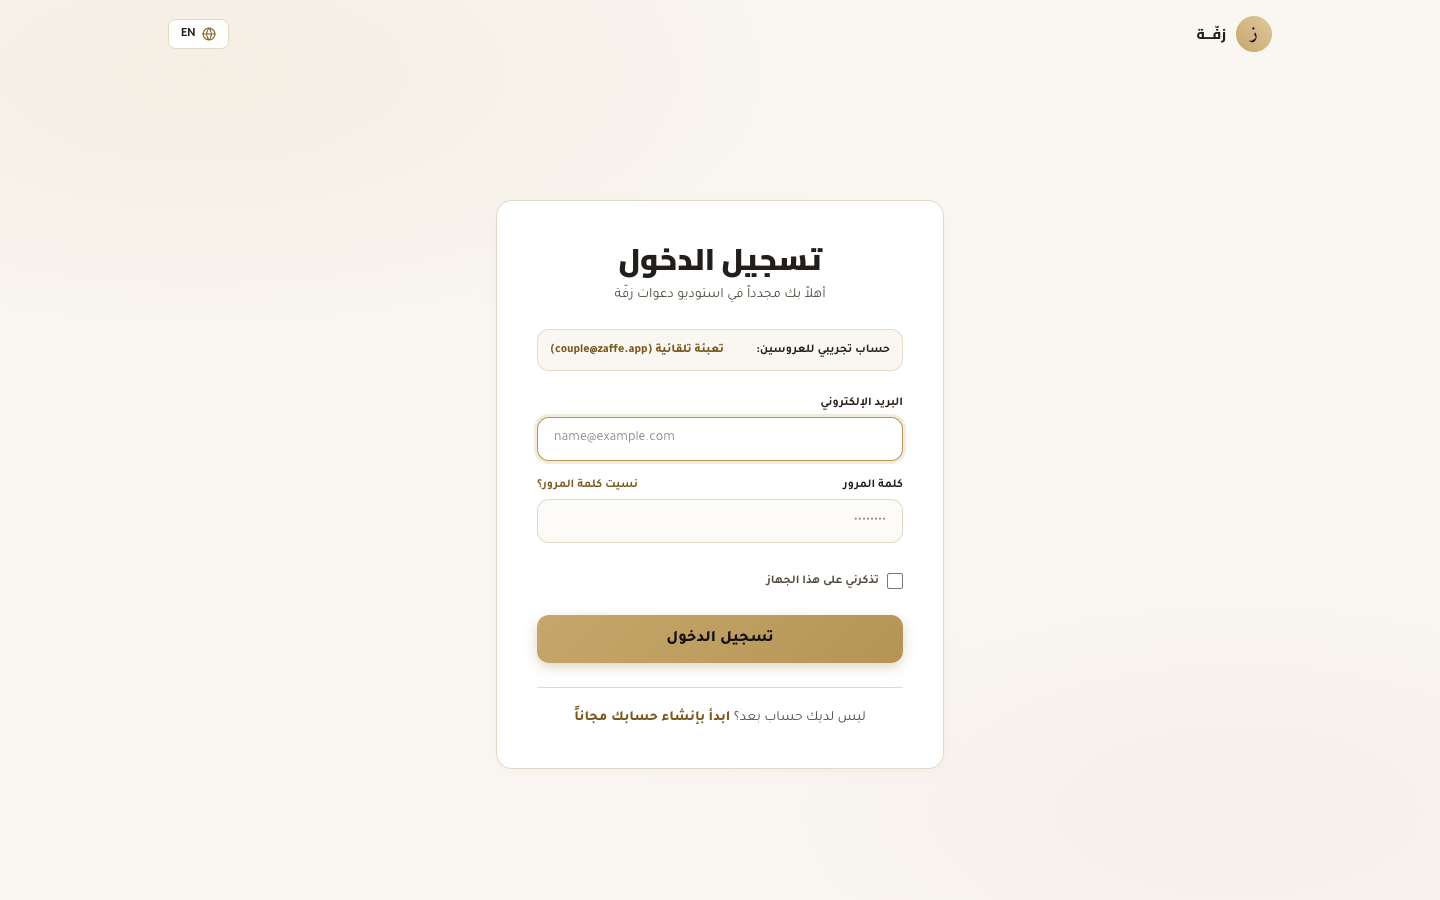 ز
زفّــة
EN
تسجيل الدخول
أهلاً بك مجدداً في استوديو دعوات زفّة
حساب تجريبي للعروسين:
تعبئة تلقائية (couple@zaffe.app)
البريد الإلكتروني
name@example.com
كلمة المرور
نسيت كلمة المرور؟
••••••••
تذكرني على هذا الجهاز
تسجيل الدخول
ليس لديك حساب بعد؟ ابدأ بإنشاء حسابك مجاناً